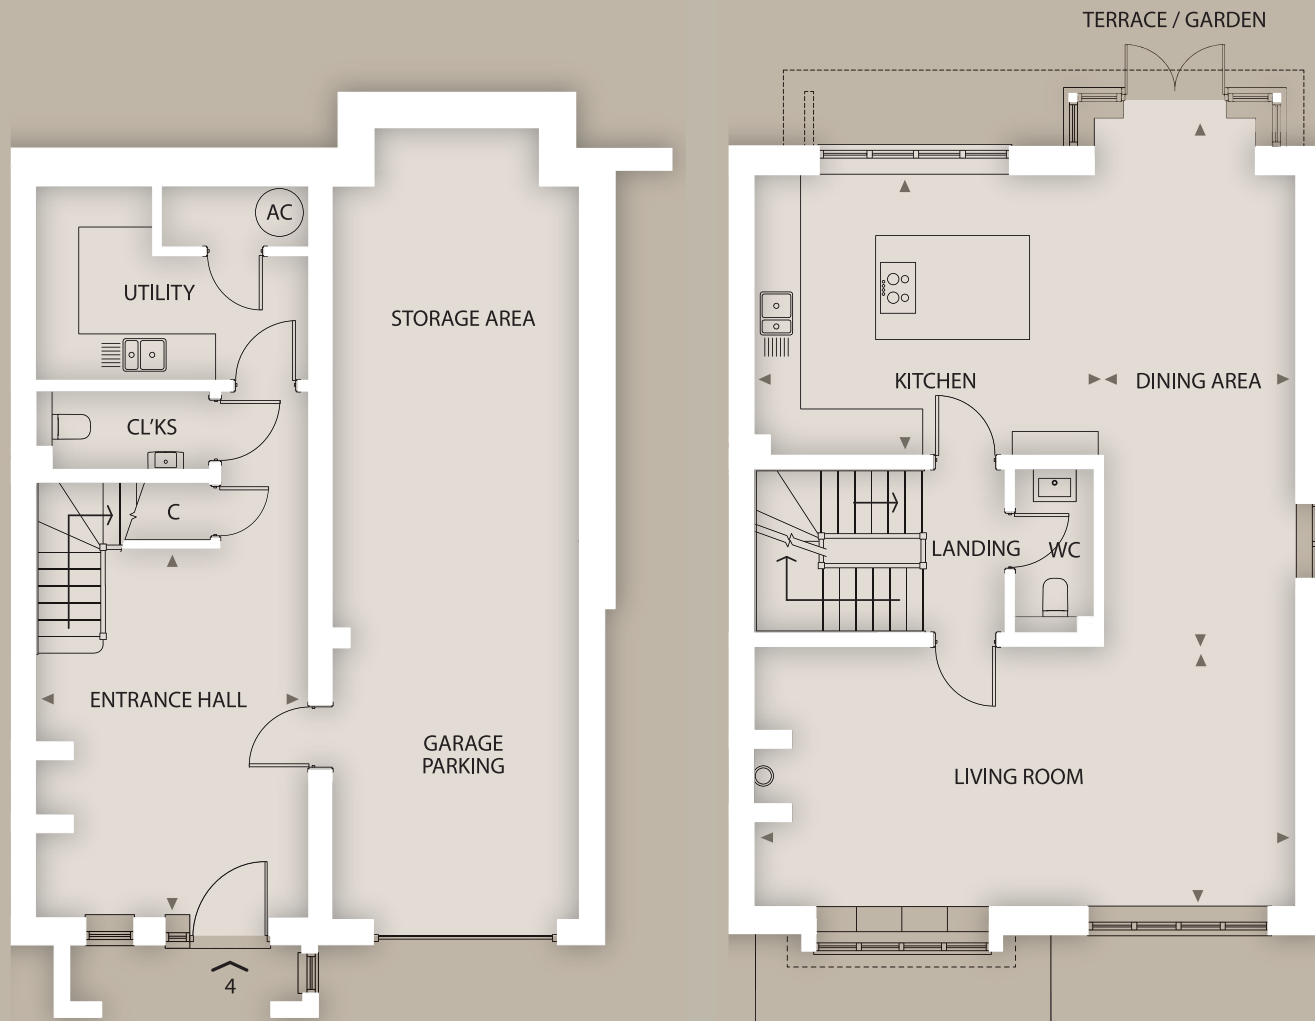 AC
UTILITY
STORAGE AREA
CL'KS
C
ENTRANCE HALL
GARAGE
PARKING
4
TERRACE / GARDEN
KITCHEN
DINING AREA
LANDING
WC
LIVING ROOM